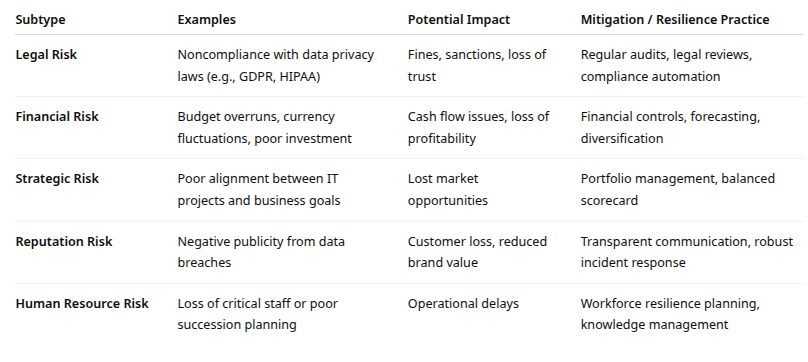 Subtype Examples Potential Impact Mitigation / Resilience Practice
Legal Risk Noncompliance with data privacy Fines, sanctions, loss of Regular audits, legal reviews,
laws (e.g., GDPR, HIPAA) trust compliance automation
Financial Risk Budget overruns, currency Cash flow issues, loss of Financial controls, forecasting,
fluctuations, poor investment profitability diversification
Strategic Risk Poor alignment between IT Lost market Portfolio management, balanced
projects and business goals opportunities scorecard
Reputation Risk Negative publicity from data Customer loss, reduced Transparent communication, robust
breaches brand value incident response
Human Resource Risk Loss of critical staff or poor Operational delays Workforce resilience planning,
succession planning knowledge management